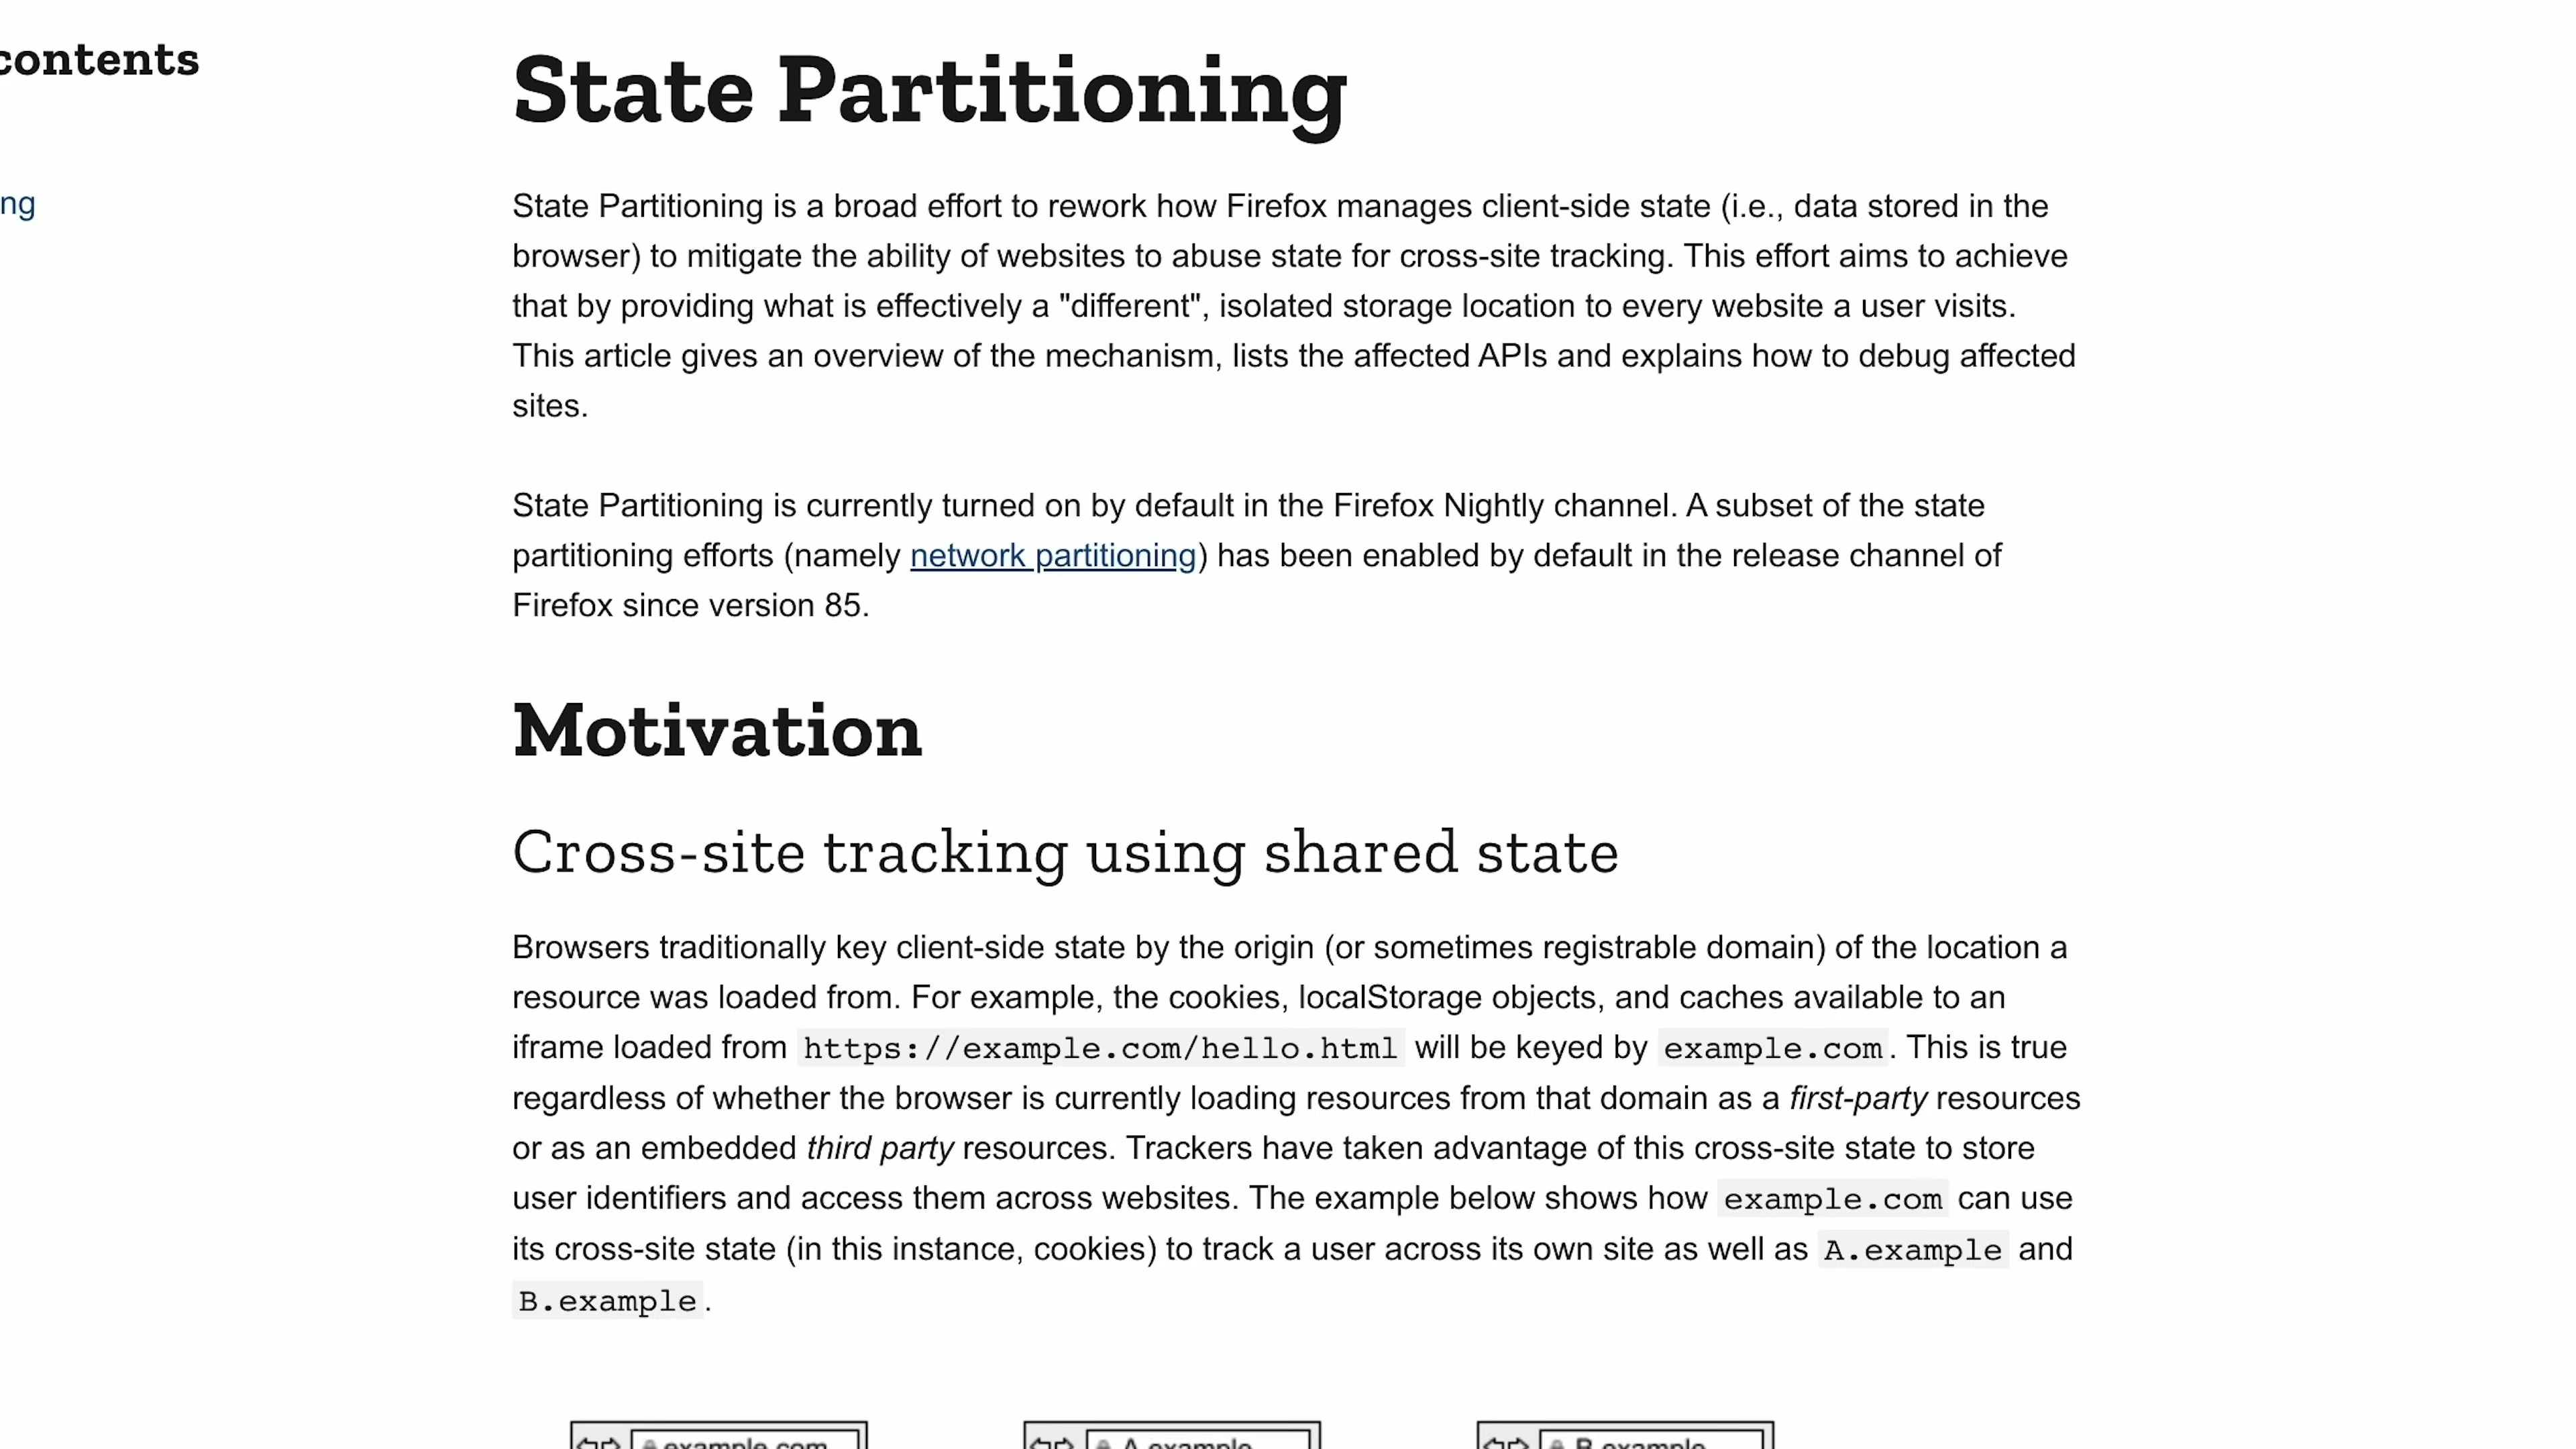 contents
State Partitioning
ng
State Partitioning is a broad effort to rework how Firefox manages client-side state (i.e., data stored in the
browser) to mitigate the ability of websites to abuse state for cross-site tracking. This effort aims to achieve
that by providing what is effectively a "different", isolated storage location to every website a user visits.
This article gives an overview of the mechanism, lists the affected APIs and explains how to debug affected
sites.
State Partitioning is currently turned on by default in the Firefox Nightly channel. A subset of the state
partitioning efforts (namely network partitioning) has been enabled by default in the release channel of
Firefox since version 85.
Motivation
Cross-site tracking using shared state
Browsers traditionally key client-side state by the origin (or sometimes registrable domain) of the location a
resource was loaded from. For example, the cookies, localStorage objects, and caches available to an
iframe loaded from https://example.com/hello.html will be keyed by example.com. This is true
regardless of whether the browser is currently loading resources from that domain as a first-party resources
or as an embedded third party resources. Trackers have taken advantage of this cross-site state to store
user identifiers and access them across websites. The example below shows how example.com can use
its cross-site state (in this instance, cookies) to track a user across its own site as well as A.example and
B.example.
example.com A.example B.example